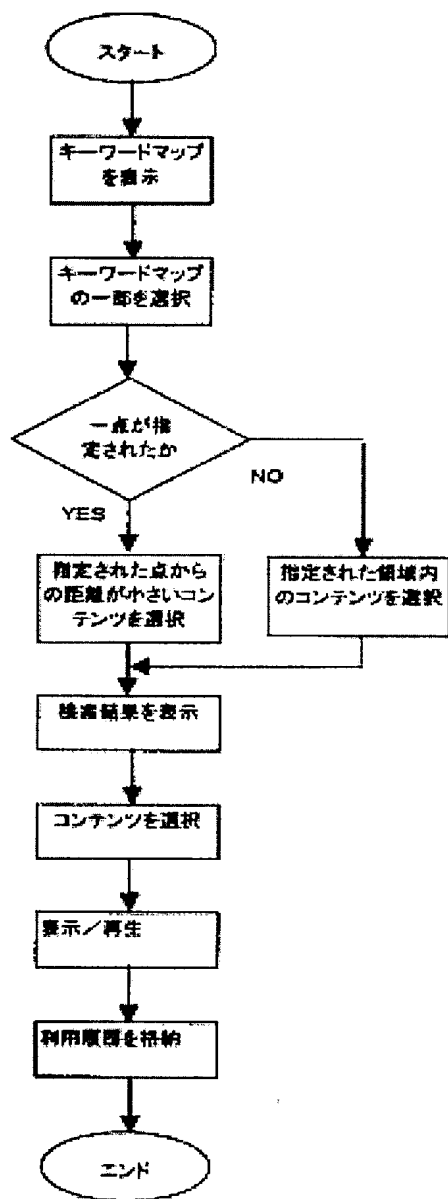 スタート
キーワードマップ
を表示
キーワードマップ
の一部を選択
一点が指
定されたか
NO
YES
指定された点から
の距離が小さいコン
テンツを選択
指定された領域内
のコンテンツを選択
検索結果を表示
コンテンツを選択
表示／再生
利用履歴を格納
エンド